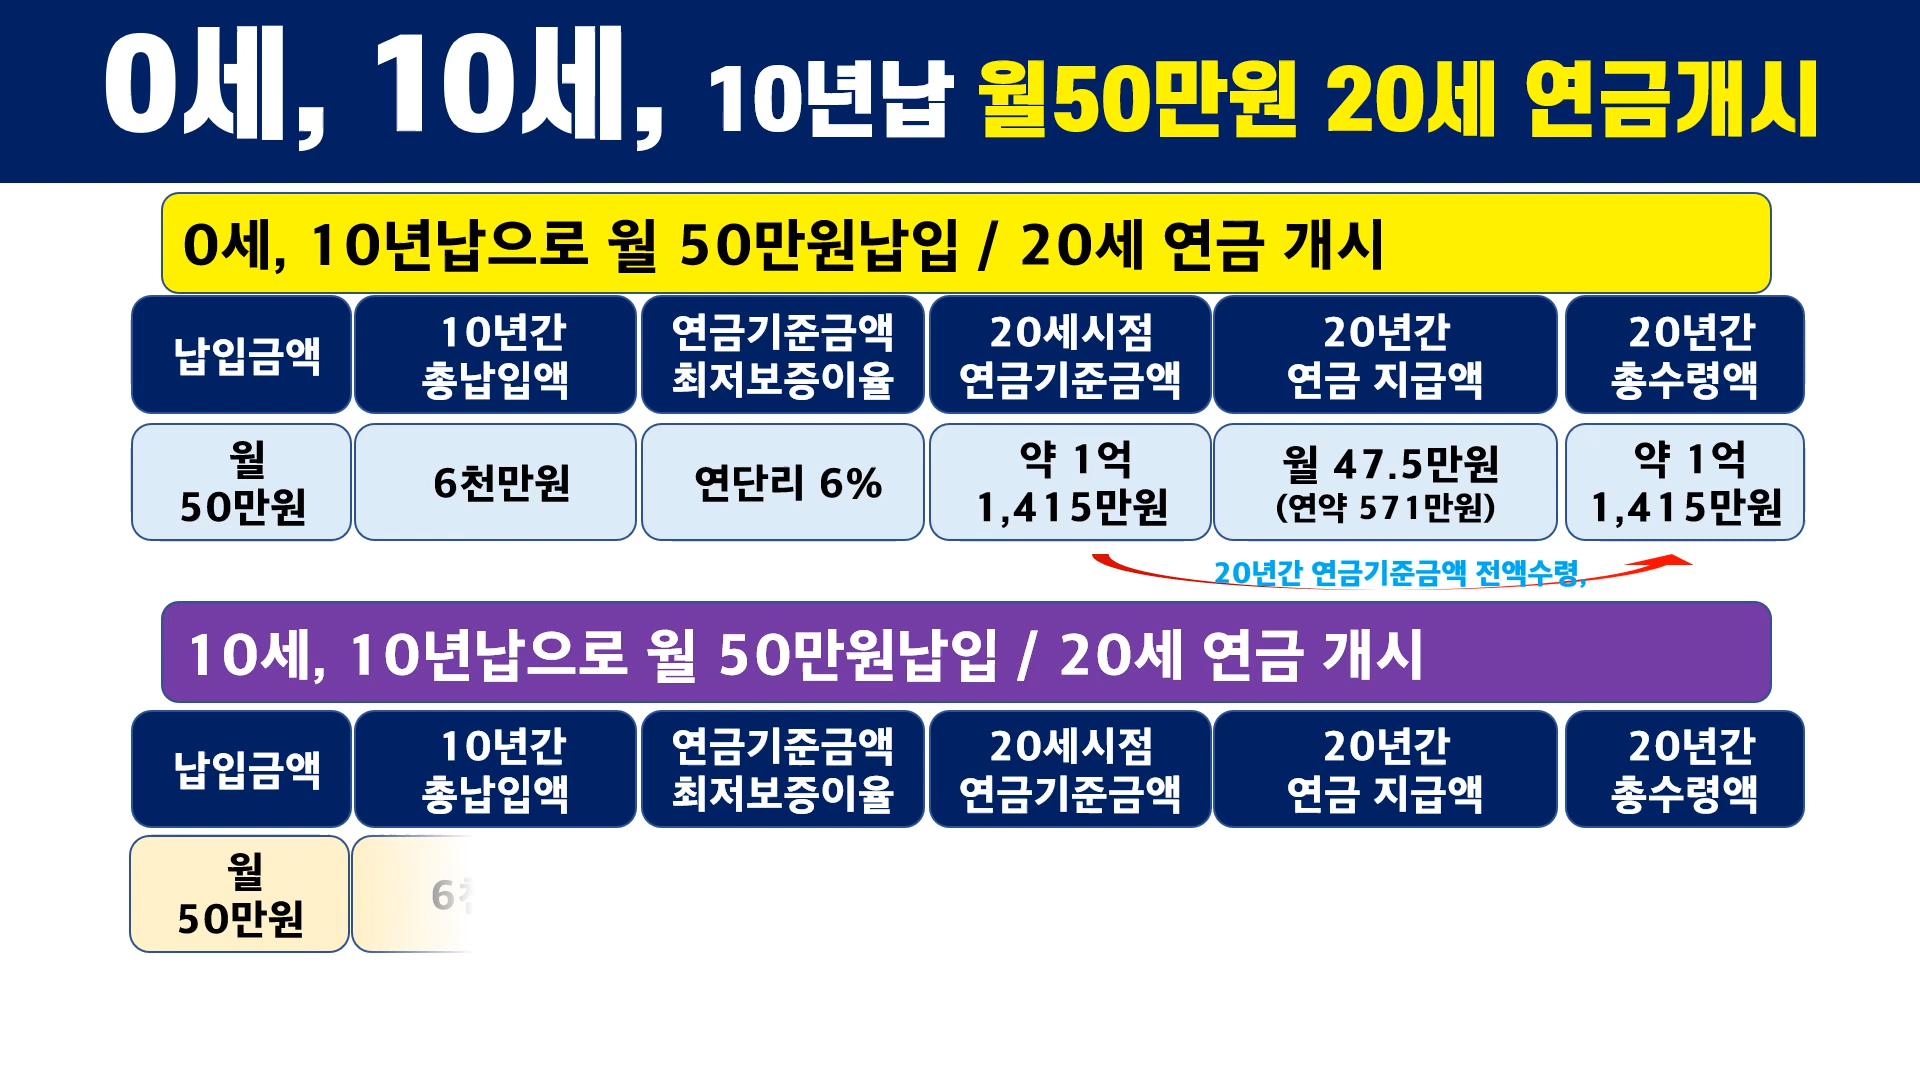 0세, 10세, 10년납 월50만원 20세 연금개시
0세, 10년납으로 월 50만원납입 / 20세 연금 개시
납입금액
10년간
총납입액
연금기준금액
최저보증이율
20세시점
연금기준금액
20년간
연금 지급액
20년간
총수령액
월
50만원
6천만원
연단리 6%
약 1억
1,415만원
월 47.5만원
(연약 571만원)
약 1억
1,415만원
20년간 연금기준금액 전액수령,
10세, 10년납으로 월 50만원납입 / 20세 연금 개시
납입금액
10년간
총납입액
연금기준금액
최저보증이율
20세시점
연금기준금액
20년간
연금 지급액
20년간
총수령액
월
50만원